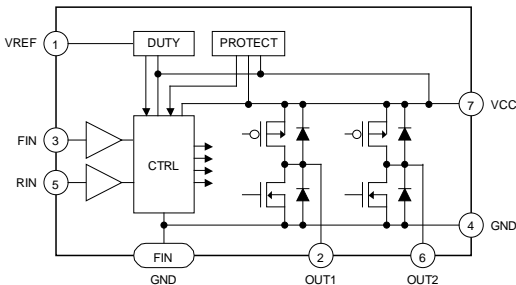 DUTY PROTECT
VREF 1
7 VCC
FIN 3
CTRL
RIN 5
4 GND
FIN 2 6
GND OUT1 OUT2